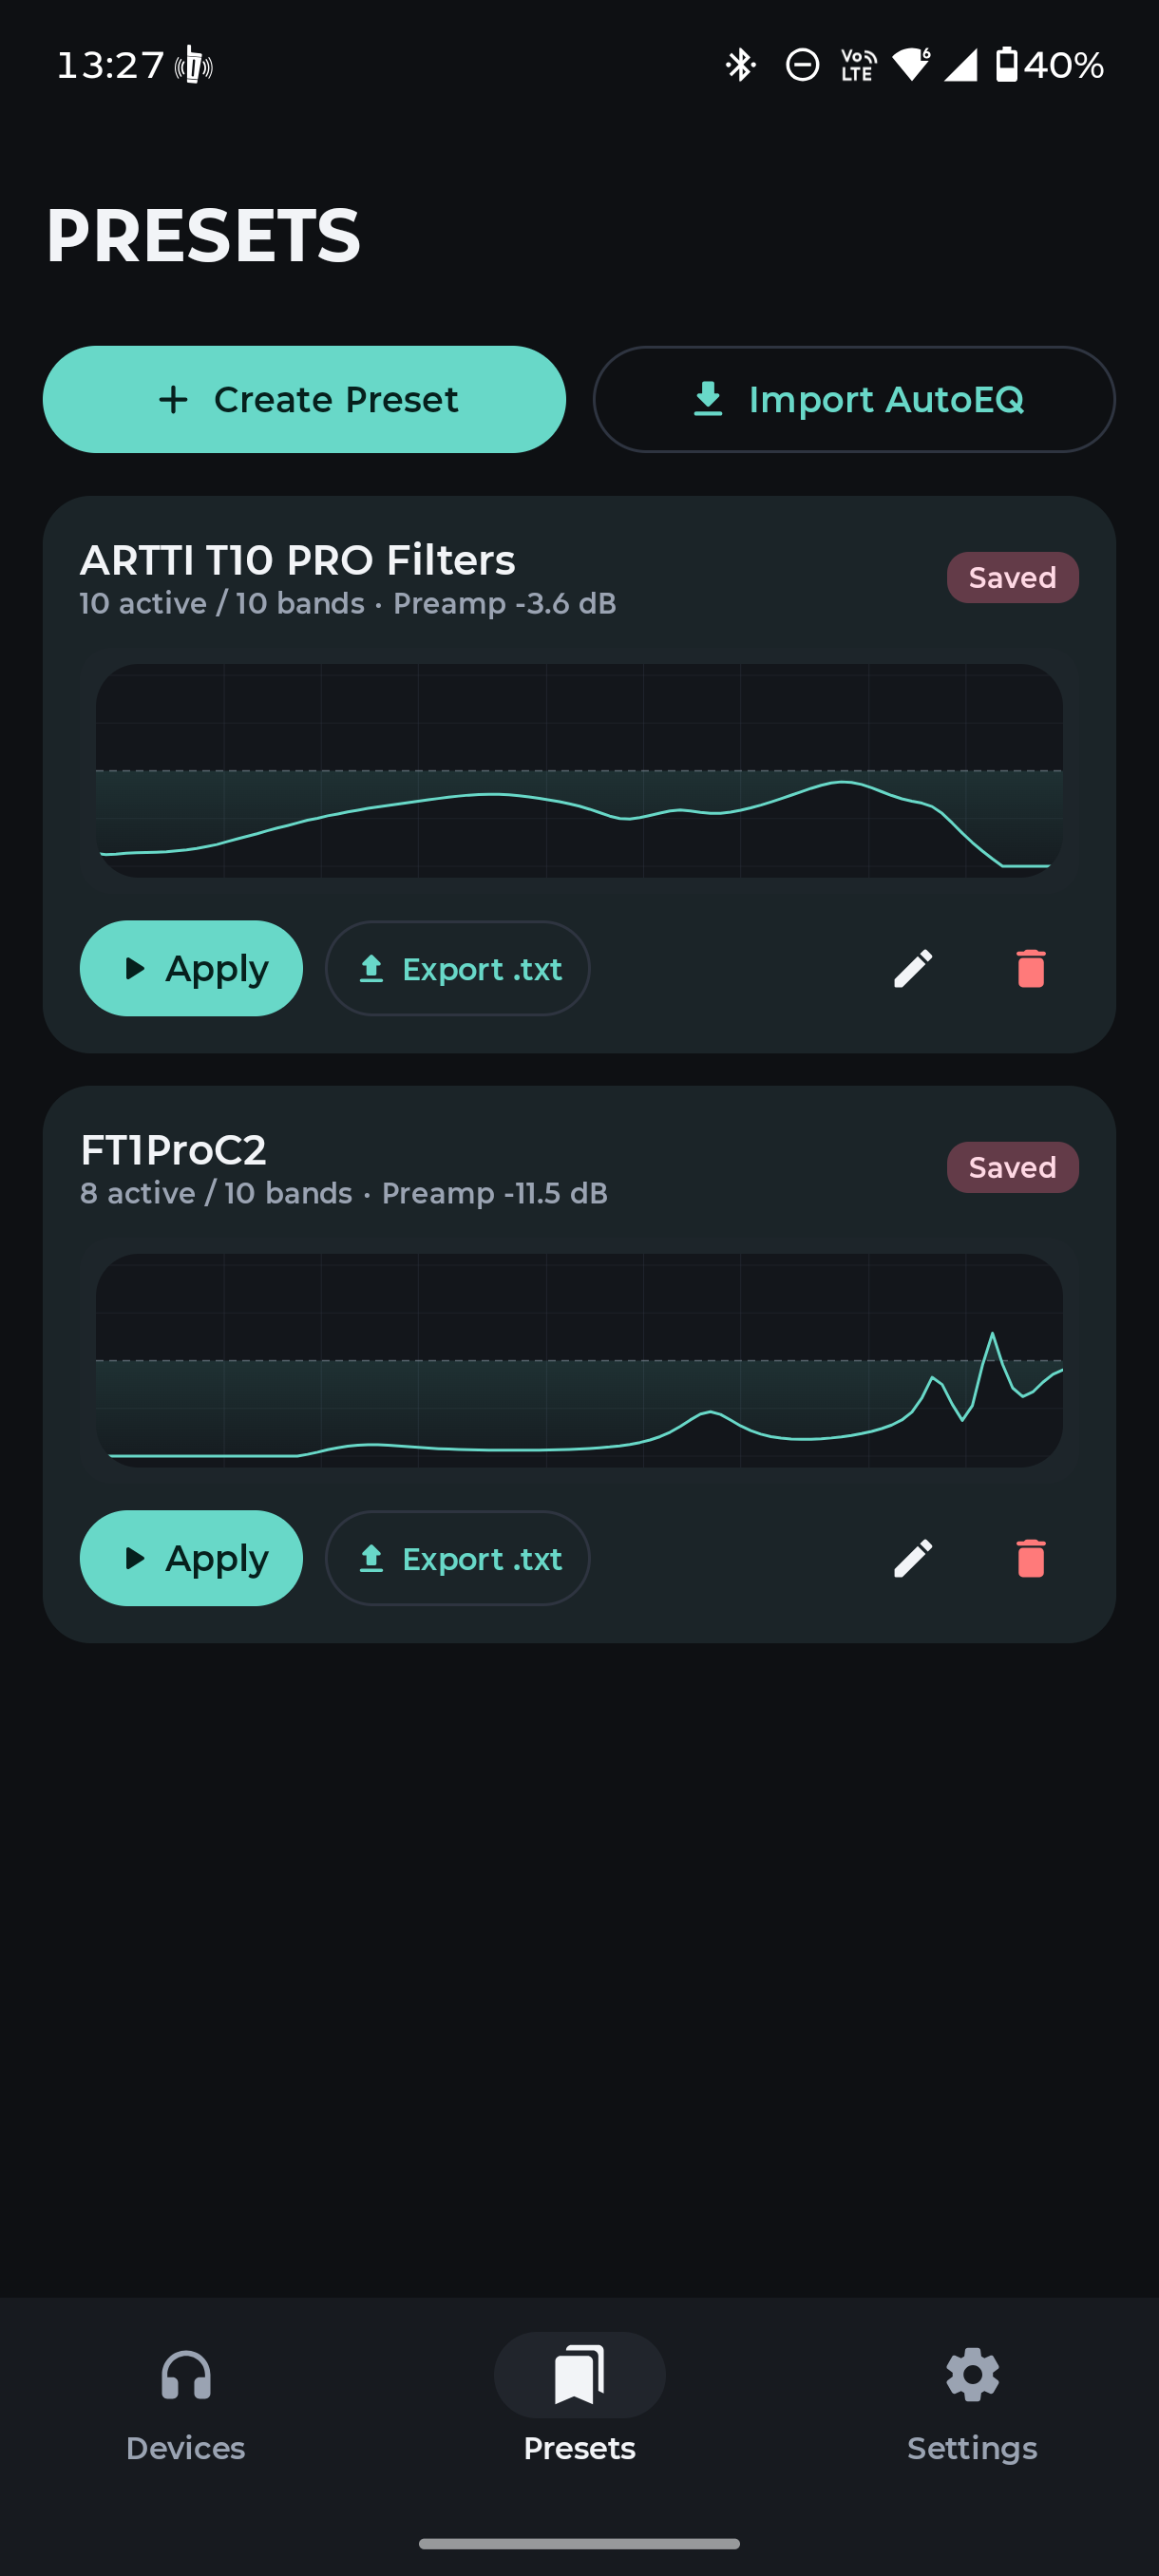 13:27
VoLTE 6 40%
PRESETS
Create Preset
Import AutoEQ
ARTTI T10 PRO Filters
Saved
10 active / 10 bands · Preamp -3.6 dB
Apply
Export .txt
FT1ProC2
Saved
8 active / 10 bands · Preamp -11.5 dB
Apply
Export .txt
Devices
Presets
Settings